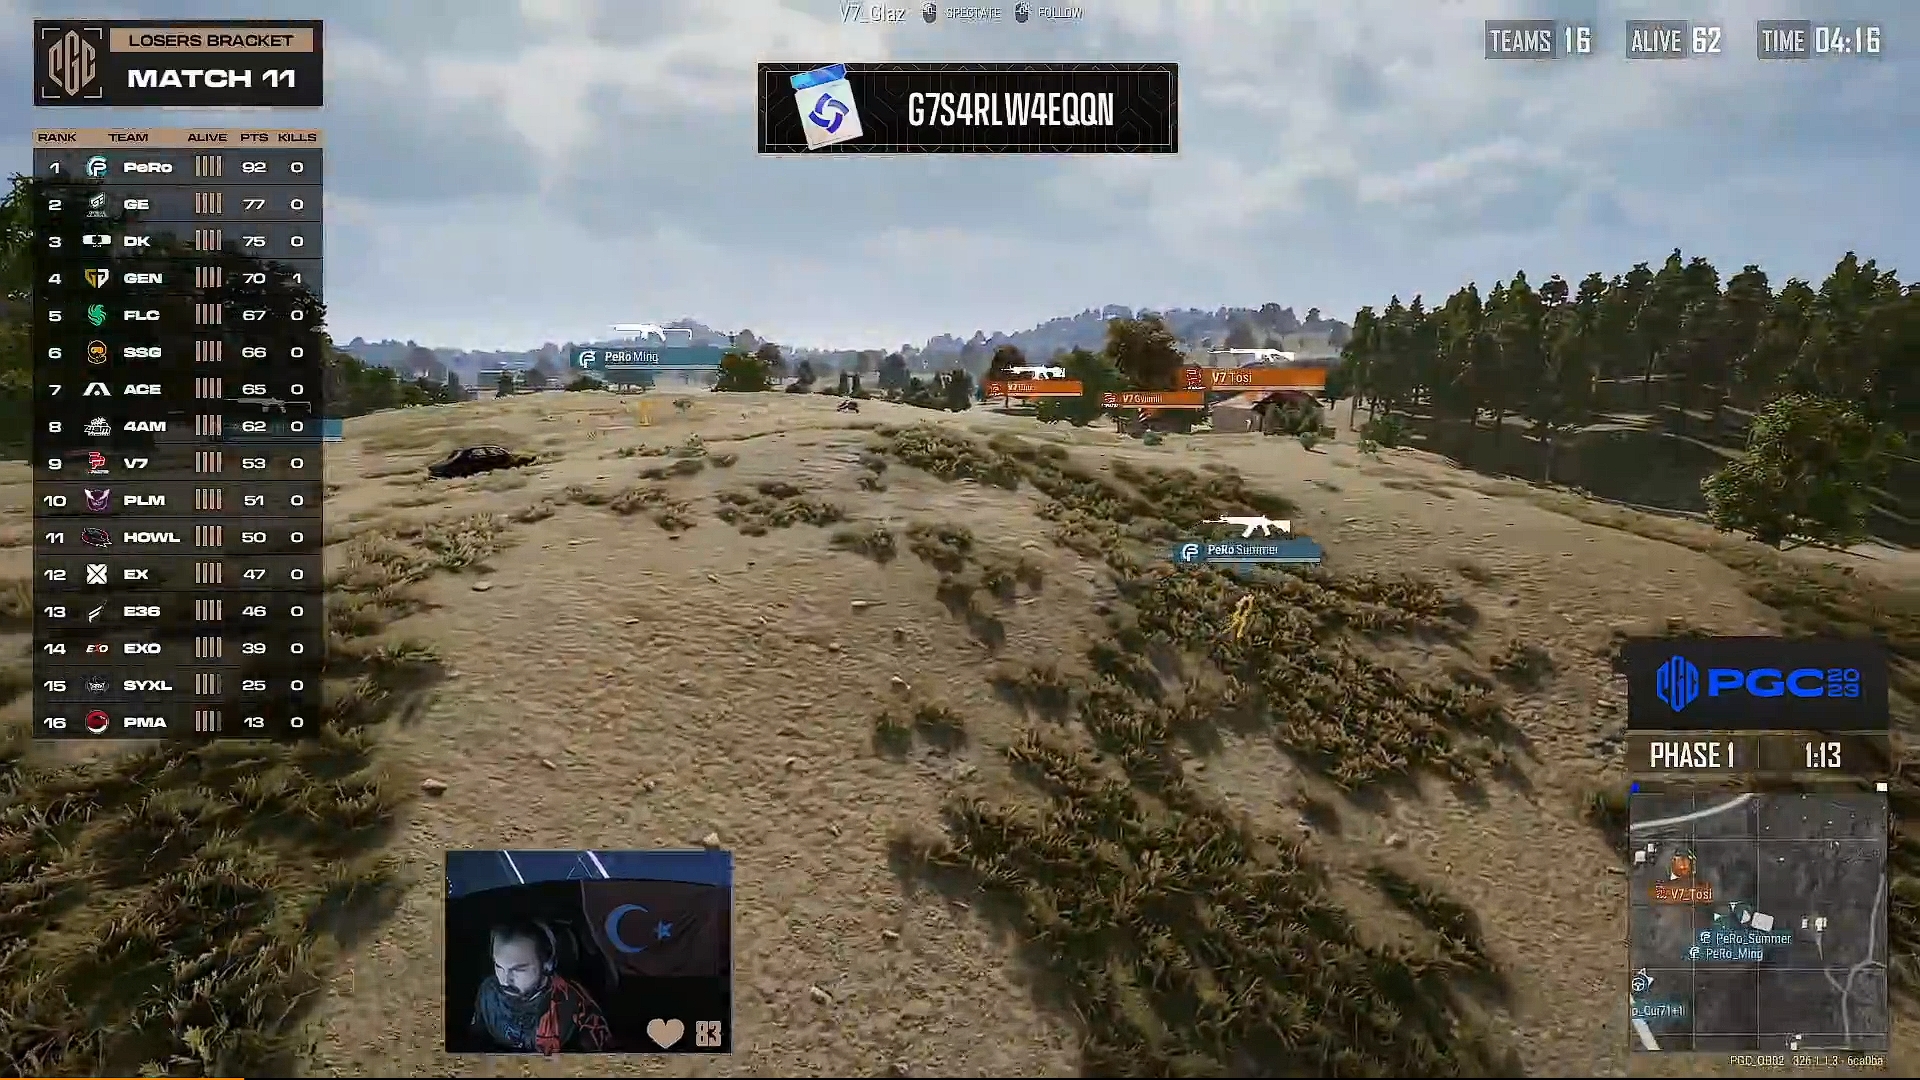 V7_Glaz SPECTATE FOLLOW
LOSERS BRACKET
MATCH 11
TEAMS 16 ALIVE 62 TIME 04:16
G7S4RLW4EQQN
RANK TEAM ALIVE PTS KILLS
1 PeRo 92 0
2 GE 77 0
3 DK 75 0
4 GEN 70 1
5 FLC 67 0
6 SSG 66 0
7 ACE 65 0
8 4AM 62 0
9 V7 53 0
10 PLM 51 0
11 HOWL 50 0
12 EX 47 0
13 E36 46 0
14 EXO 39 0
15 SYXL 25 0
16 PMA 13 0
PeRo Ming
V7 Tosi
V7
V7
PeRo Summer
PGC 2023
PHASE 1 1:13
V7_Tosi
PeRo_Summer
PeRo_Ming
83